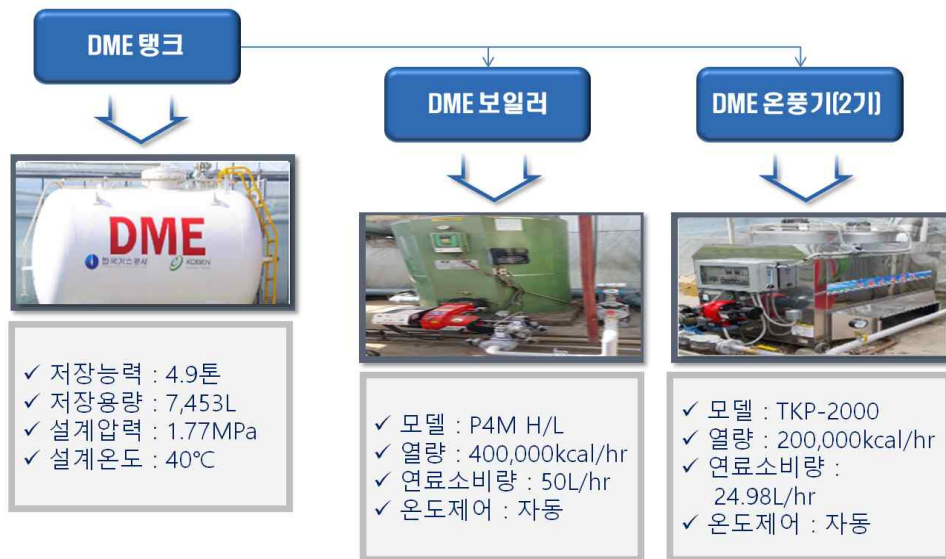 DME 탱크
DME 보일러
DME 온풍기(2기)
DME
한국가스공사
KOBEN
✓ 저장능력 : 4.9톤
✓ 저장용량 : 7,453L
✓ 설계압력 : 1.77MPa
✓ 설계온도 : 40℃
✓ 모델 : P4M H/L
✓ 열량 : 400,000kcal/hr
✓ 연료소비량 : 50L/hr
✓ 온도제어 : 자동
✓ 모델 : TKP-2000
✓ 열량 : 200,000kcal/hr
✓ 연료소비량 :
24.98L/hr
✓ 온도제어 : 자동